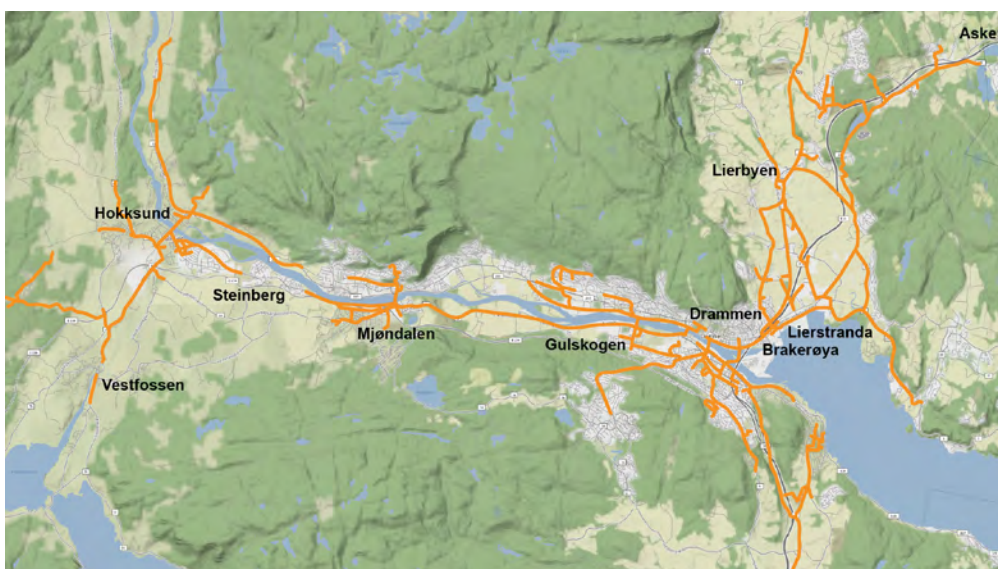 Aske
Lierbyen
Hokksund
Steinberg
Drammen
Mjøndalen
Lierstranda
Gulskogen
Brakerøya
Vestfossen